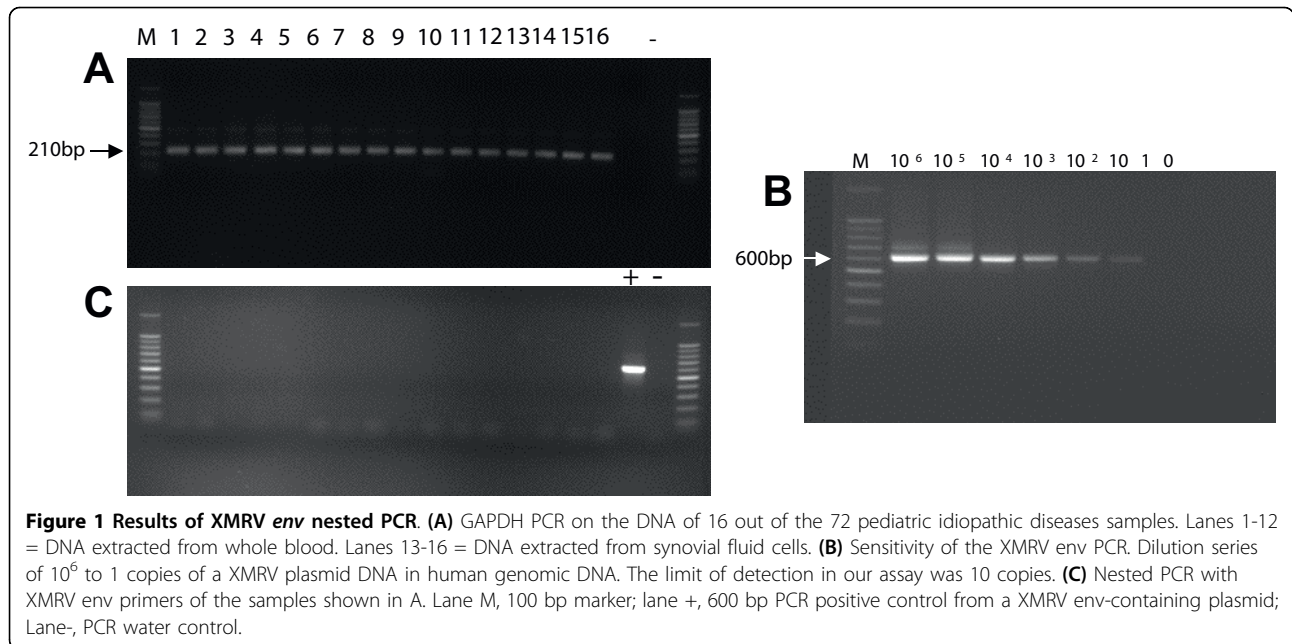 M 1 2 3 4 5 6 7 8 9 10 11 12 13 14 15 16 -
A
210bp
M 10 6 10 5 10 4 10 3 10 2 10 1 0
B
600bp
+ -
C
Figure 1 Results of XMRV env nested PCR. (A) GAPDH PCR on the DNA of 16 out of the 72 pediatric idiopathic diseases samples. Lanes 1-12
= DNA extracted from whole blood. Lanes 13-16 = DNA extracted from synovial fluid cells. (B) Sensitivity of the XMRV env PCR. Dilution series
of 10⁶ to 1 copies of a XMRV plasmid DNA in human genomic DNA. The limit of detection in our assay was 10 copies. (C) Nested PCR with
XMRV env primers of the samples shown in A. Lane M, 100 bp marker; lane +, 600 bp PCR positive control from a XMRV env-containing plasmid;
Lane-, PCR water control.